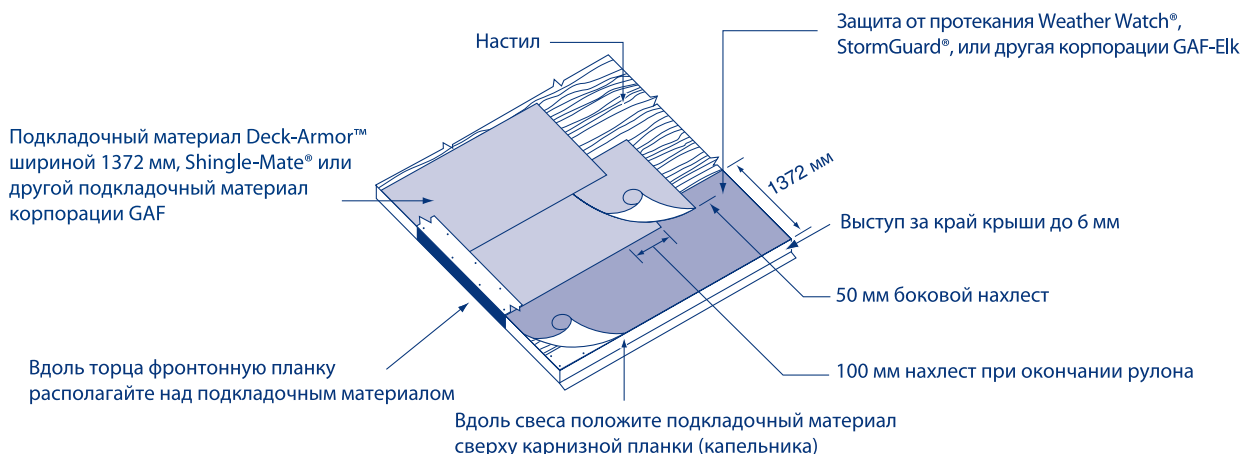 Защита от протекания Weather Watch®,
StormGuard®, или другая корпорации GAF-Elk
Настил
Подкладочный материал Deck-Armor™
шириной 1372 мм, Shingle-Mate® или
другой подкладочный материал
корпорации GAF
1372 мм
Выступ за край крыши до 6 мм
50 мм боковой нахлест
100 мм нахлест при окончании рулона
Вдоль торца фронтонную планку
располагайте над подкладочным материалом
Вдоль свеса положите подкладочный материал
сверху карнизной планки (капельника)